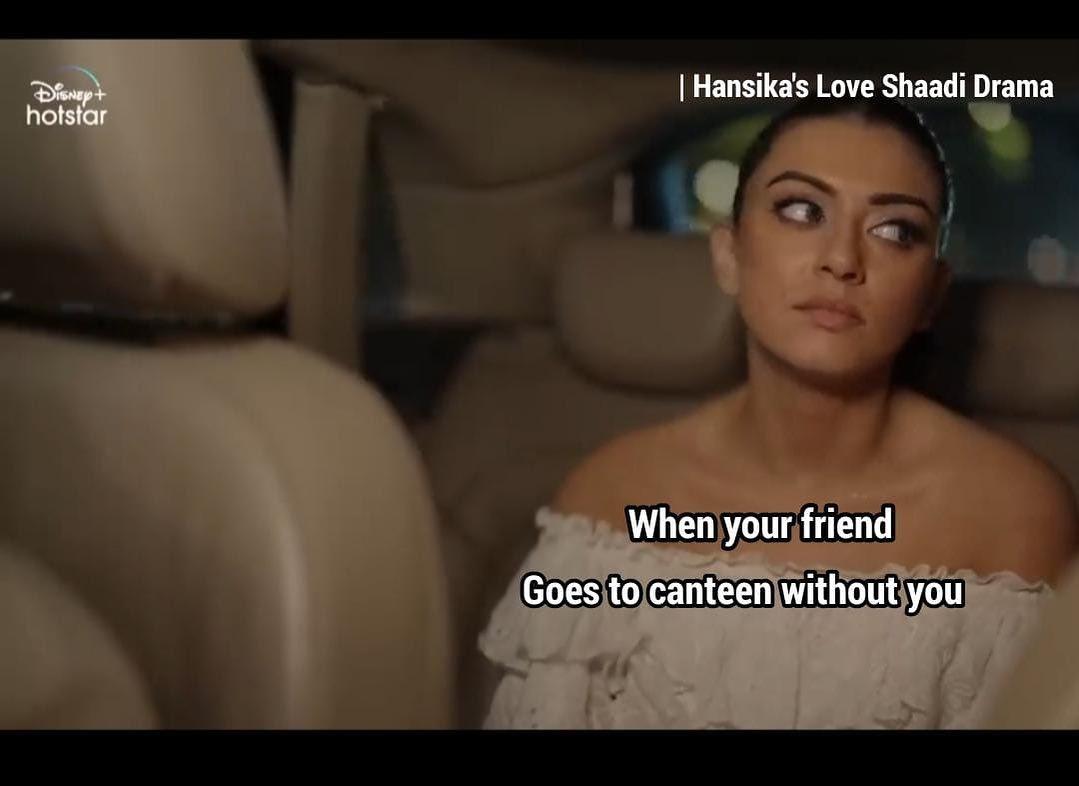 Disney+
hotstar
| Hansika's Love Shaadi Drama
When your friend
Goes to canteen without you